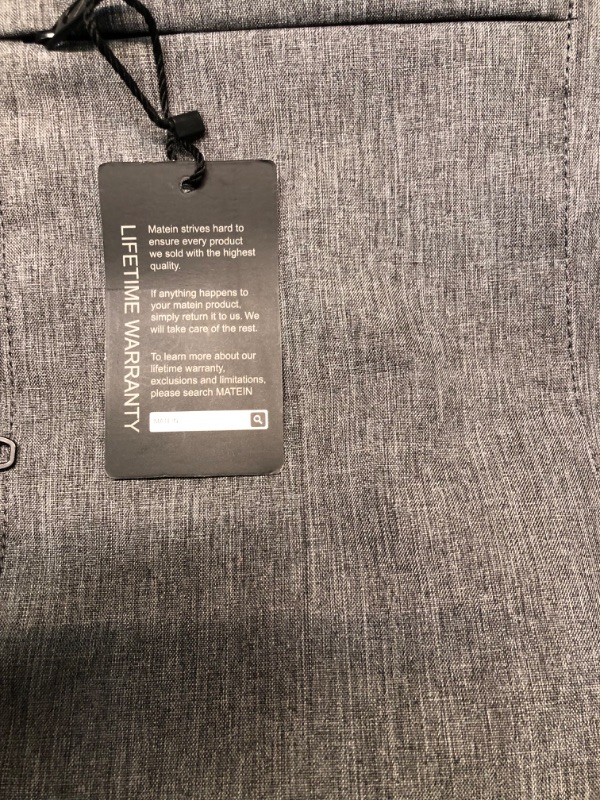 LIFETIME WARRANTY
Matein strives hard to
ensure every product
we sold with the highest
quality.
If anything happens to
your matein product,
simply return it to us. We
will take care of the rest.
To learn more about our
lifetime warranty,
exclusions and limitations,
please search MATEIN